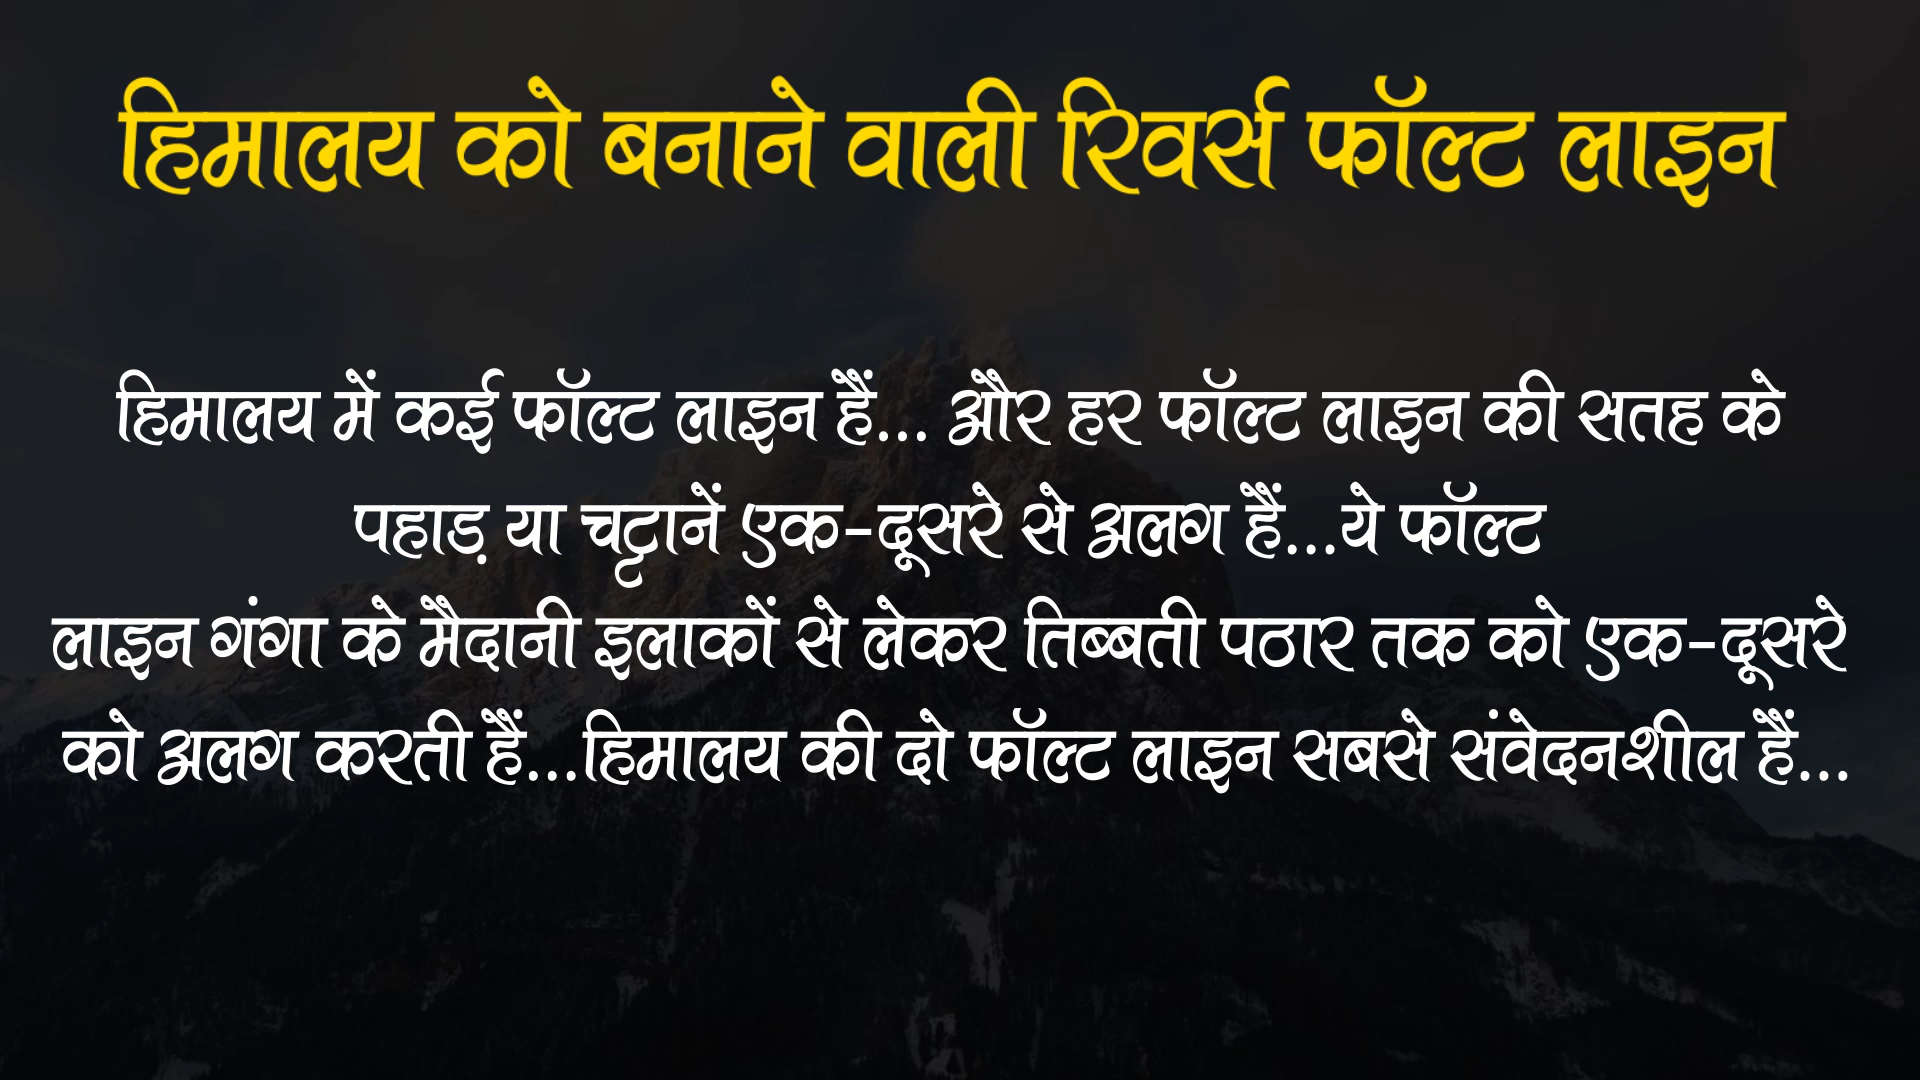 हिमालय को बनाने वाली रिवर्स फॉल्ट लाइन
हिमालय में कई फॉल्ट लाइन हैं... और हर फॉल्ट लाइन की सतह के
पहाड़ या चट्टानें एक-दूसरे से अलग हैं...ये फॉल्ट
लाइन गंगा के मैदानी इलाकों से लेकर तिब्बती पठार तक को एक-दूसरे
को अलग करती हैं...हिमालय की दो फॉल्ट लाइन सबसे संवेदनशील हैं...